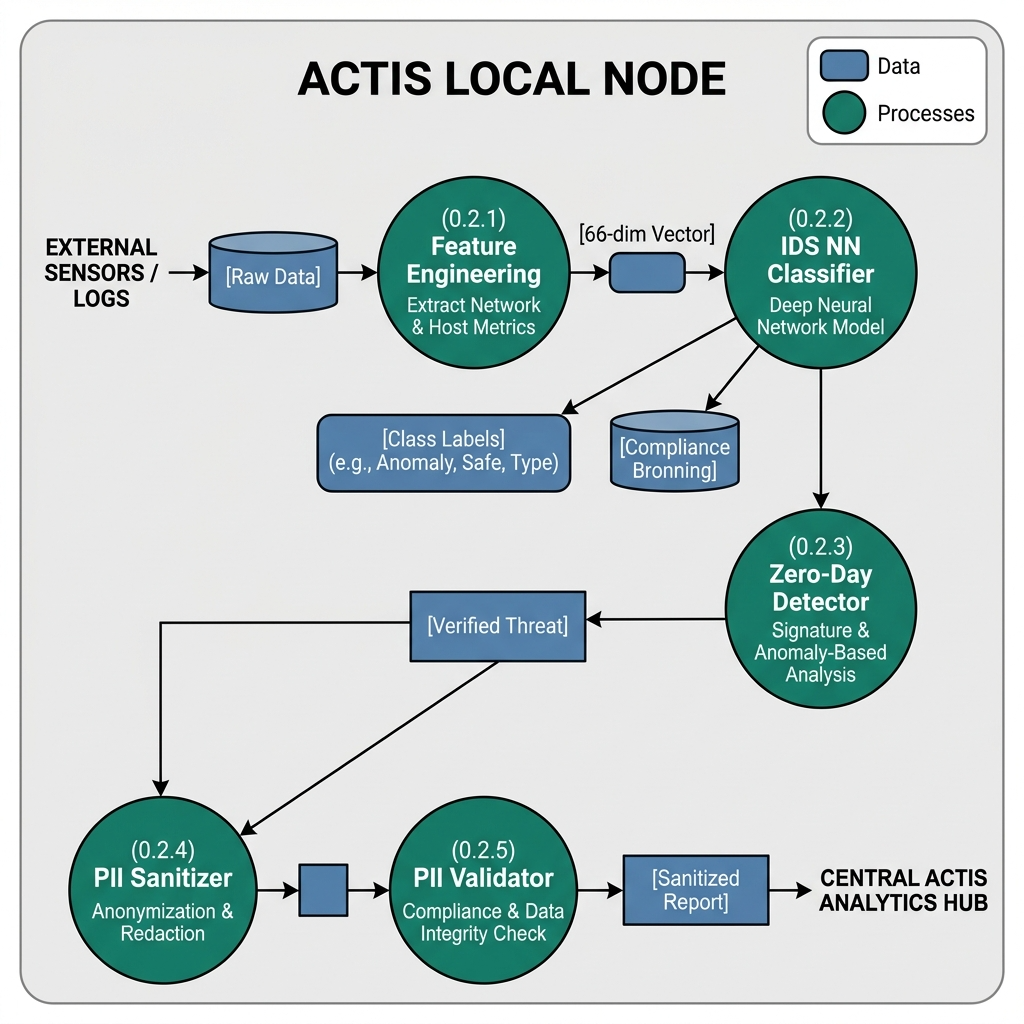 ACTIS LOCAL NODE
Data
Processes
EXTERNAL
SENSORS /
LOGS
[Raw Data]
(0.2.1)
Feature
Engineering
Extract Network
& Host Metrics
[66-dim Vector]
(0.2.2)
IDS NN
Classifier
Deep Neural
Network Model
[Class Labels]
(e.g., Anomaly, Safe, Type)
[Compliance
Bronning]
(0.2.3)
Zero-Day
Detector
Signature &
Anomaly-Based
Analysis
[Verified Threat]
(0.2.4)
PII Sanitizer
Anonymization &
Redaction
(0.2.5)
PII Validator
Compliance & Data
Integrity Check
[Sanitized
Report]
CENTRAL ACTIS
ANALYTICS HUB